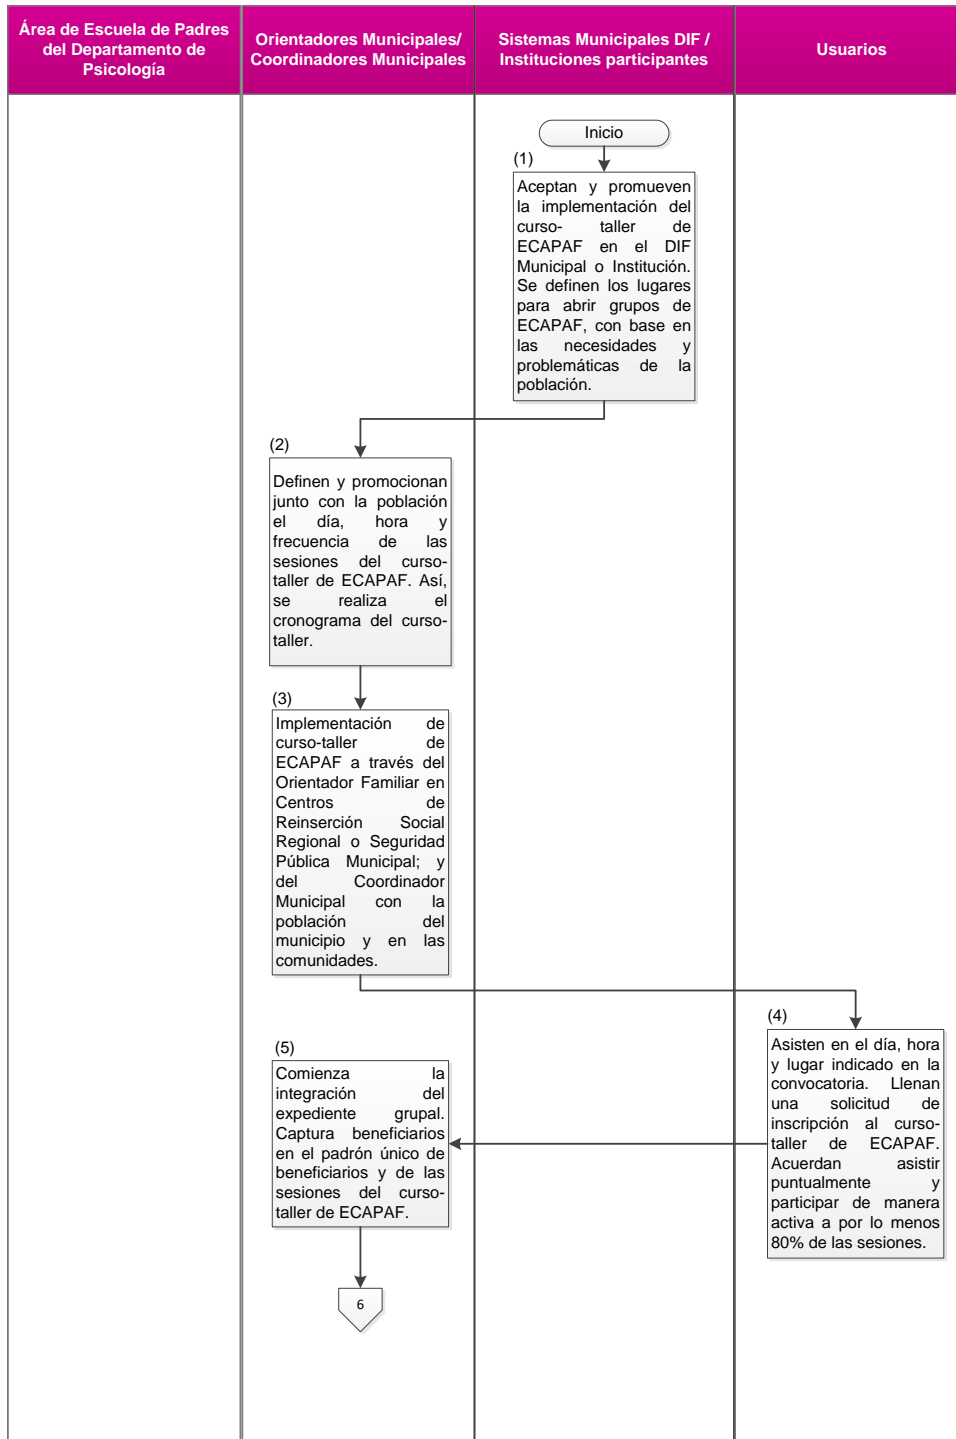 Área de Escuela de Padres
del Departamento de
Psicología
Orientadores Municipales/
Coordinadores Municipales
Sistemas Municipales DIF /
Instituciones participantes
Usuarios
Inicio
(1)
Aceptan y promueven
la implementación del
curso- taller de
ECAPAF en el DIF
Municipal o Institución.
Se definen los lugares
para abrir grupos de
ECAPAF, con base en
las necesidades y
problemáticas de la
población.
(2)
Definen y promocionan
junto con la población
el día, hora y
frecuencia de las
sesiones del curso-
taller de ECAPAF. Así,
se realiza el
cronograma del curso-
taller.
(3)
Implementación de
curso-taller de
ECAPAF a través del
Orientador Familiar en
Centros de
Reinserción Social
Regional o Seguridad
Pública Municipal; y
del Coordinador
Municipal con la
población del
municipio y en las
comunidades.
(4)
Asisten en el día, hora
y lugar indicado en la
convocatoria. Llenan
una solicitud de
inscripción al curso-
taller de ECAPAF.
Acuerdan asistir
puntualmente y
participar de manera
activa a por lo menos
80% de las sesiones.
(5)
Comienza la
integración del
expediente grupal.
Captura beneficiarios
en el padrón único de
beneficiarios y de las
sesiones del curso-
taller de ECAPAF.
6